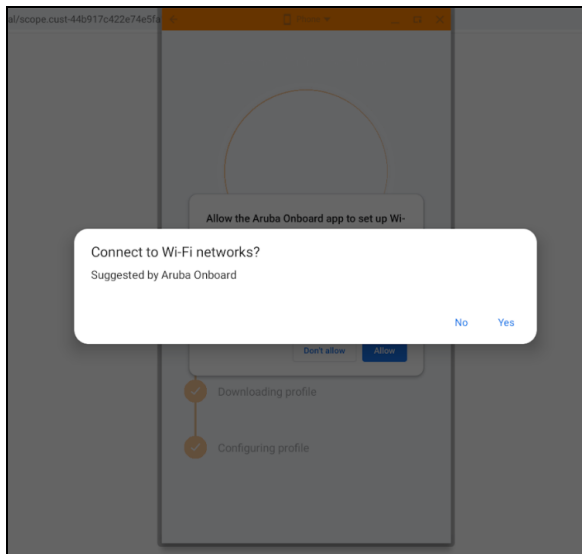 al/scope.cust-44b917c422e74e5fa
Phone
Allow the Aruba Onboard app to set up Wi-
Connect to Wi-Fi networks?
Suggested by Aruba Onboard
No Yes
Don't allow Allow
Downloading profile
Configuring profile